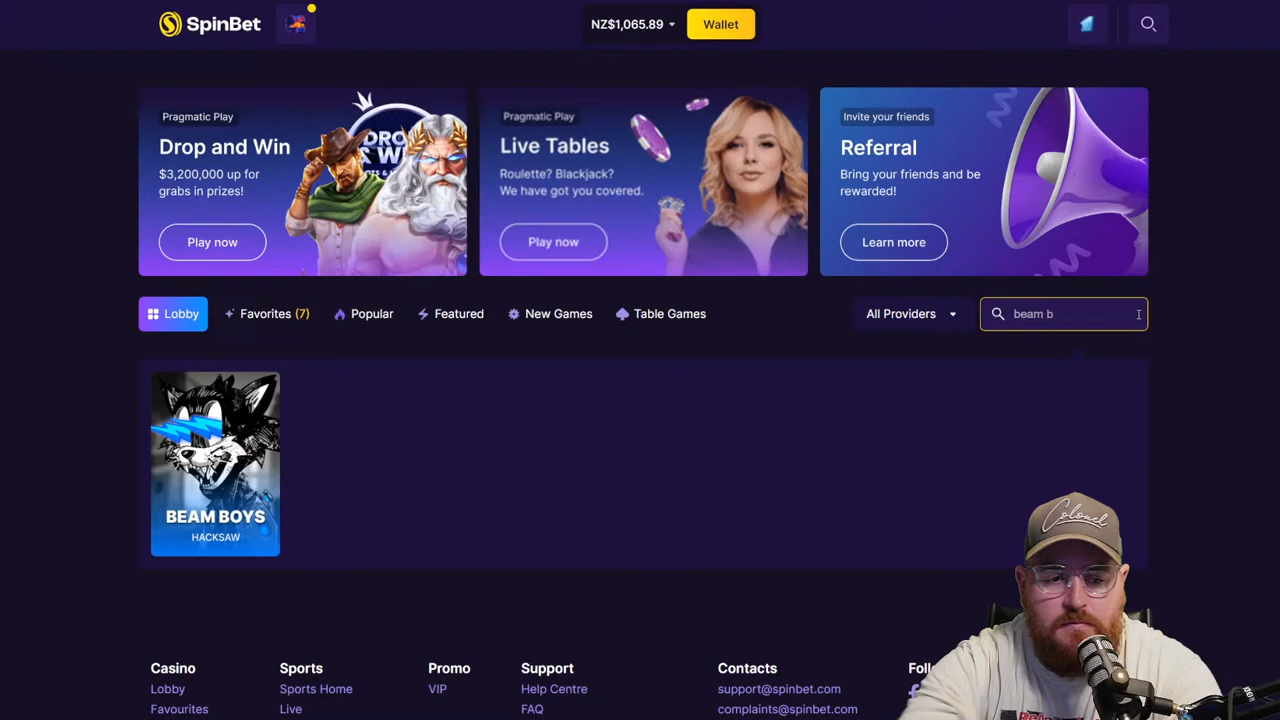 SpinBet
NZ$1,065.89
Wallet
Pragmatic Play
Drop and Win
$3,200,000 up for
grabs in prizes!
Play now
Pragmatic Play
Live Tables
Roulette? Blackjack?
We have got you covered.
Play now
Invite your friends
Referral
Bring your friends and be
rewarded!
Learn more
Lobby
Favorites (7)
Popular
Featured
New Games
Table Games
All Providers
beam b
BEAM BOYS
HACKSAW
Colonel
Casino
Lobby
Favourites
Sports
Sports Home
Live
Promo
VIP
Support
Help Centre
FAQ
Contacts
support@spinbet.com
complaints@spinbet.com